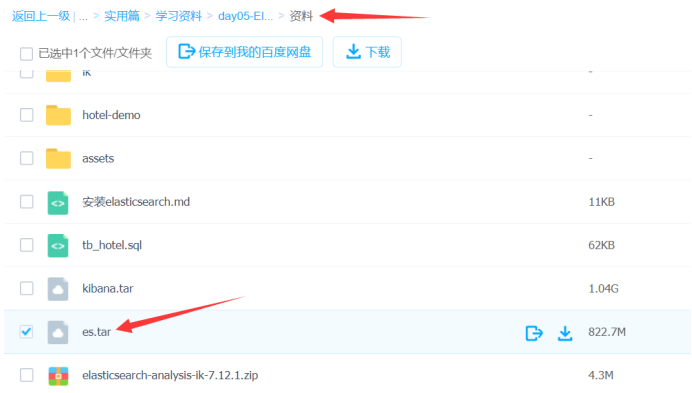 返回上一级 | ... > 实用篇 > 学习资料 > day05-El... > 资料
已选中1个文件/文件夹 保存到我的百度网盘 下载
ik -
hotel-demo -
assets -
安装elasticsearch.md 11KB
tb_hotel.sql 62KB
kibana.tar 1.04G
es.tar 822.7M
elasticsearch-analysis-ik-7.12.1.zip 4.3M